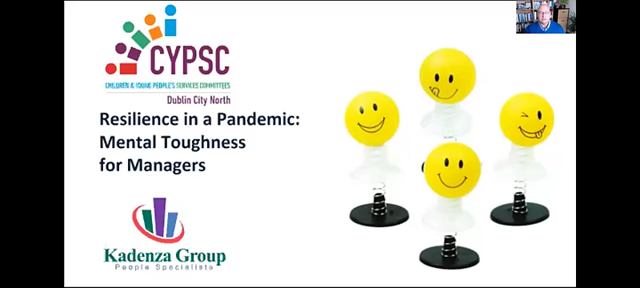 CYPSC
CHILDREN & YOUNG PEOPLE'S SERVICES COMMITTEES
Dublin City North
Resilience in a Pandemic:
Mental Toughness
for Managers
Kadenza Group
People Specialists